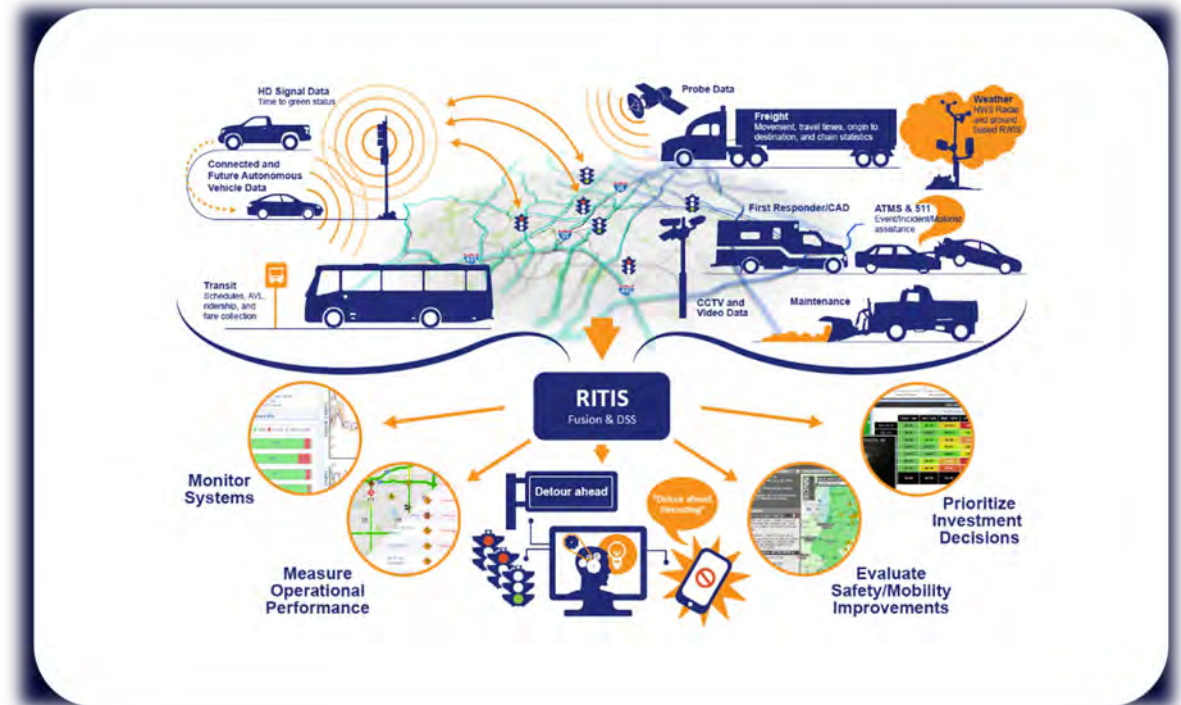 HD Signal Data
Time to green status
Connected and
Future Autonomous
Vehicle Data
Probe Data
Freight
Movement, travel times, origin to
destination, and chain statistics
Weather
NWS Radar
and ground
based RWIS
First Responder/CAD
ATMS & 511
Event/Incident/Motorist
assistance
Transit
Schedules, AVL,
ridership, and
fare collection
CCTV and
Video Data
Maintenance
RITIS
Fusion & DSS
Monitor
Systems
Measure
Operational
Performance
Detour ahead
"Detour ahead,
Rerouting"
Evaluate
Safety/Mobility
Improvements
Prioritize
Investment
Decisions